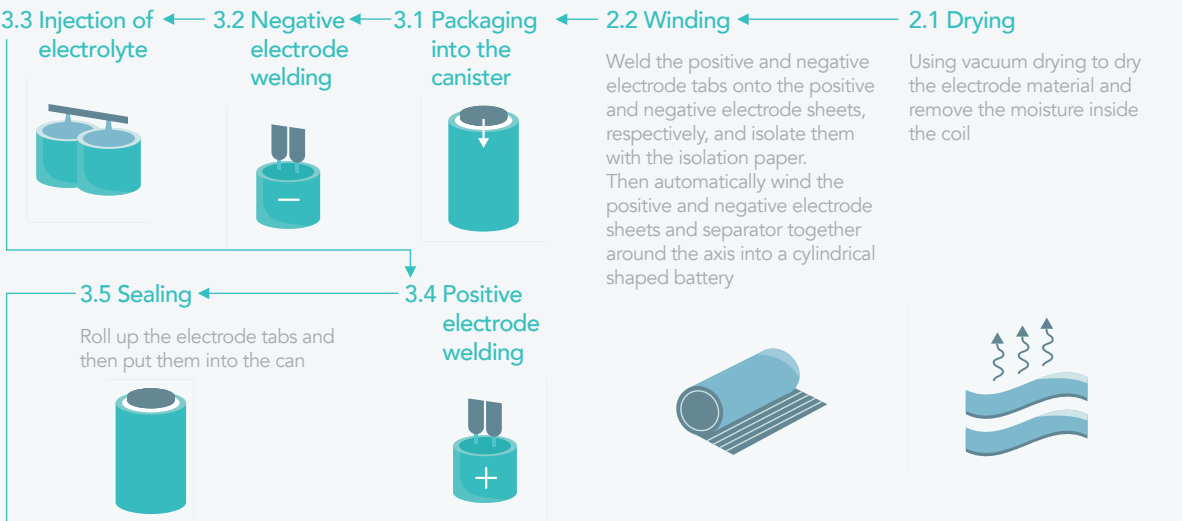 3.3 Injection of
electrolyte
3.2 Negative
electrode
welding
3.1 Packaging
into the
canister
2.2 Winding
Weld the positive and negative
electrode tabs onto the positive
and negative electrode sheets,
respectively, and isolate them
with the isolation paper.
Then automatically wind the
positive and negative electrode
sheets and separator together
around the axis into a cylindrical
shaped battery
2.1 Drying
Using vacuum drying to dry
the electrode material and
remove the moisture inside
the coil
3.5 Sealing
Roll up the electrode tabs and
then put them into the can
3.4 Positive
electrode
welding